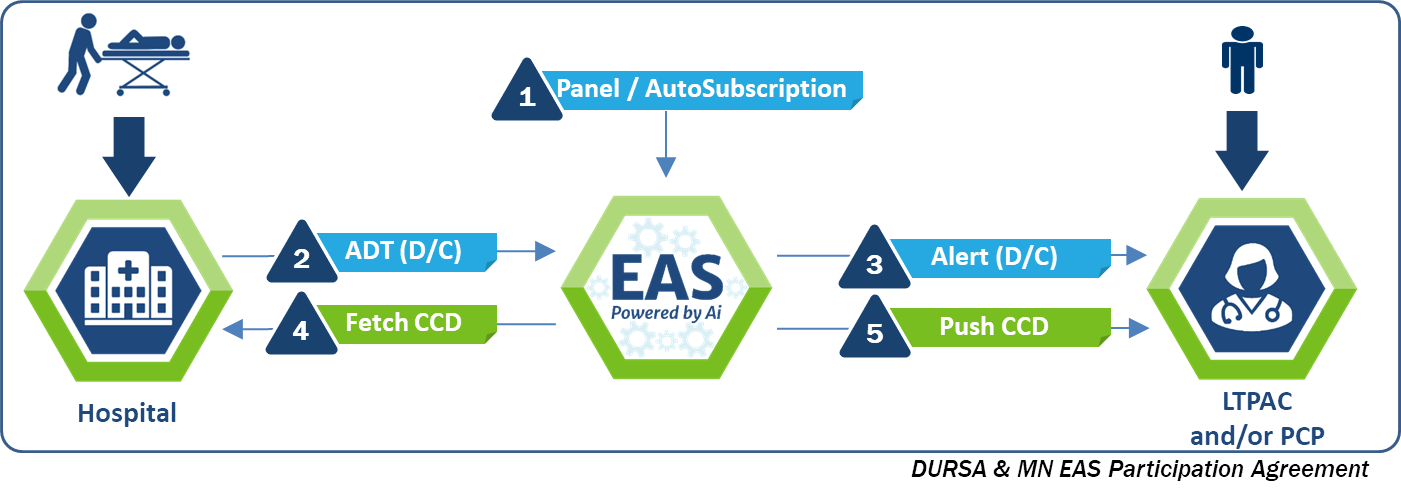 1
Panel / AutoSubscription
2
ADT (D/C)
3
Alert (D/C)
4
Fetch CCD
EAS
Powered by Ai
5
Push CCD
Hospital
LTPAC
and/or PCP
DURSA & MN EAS Participation Agreement